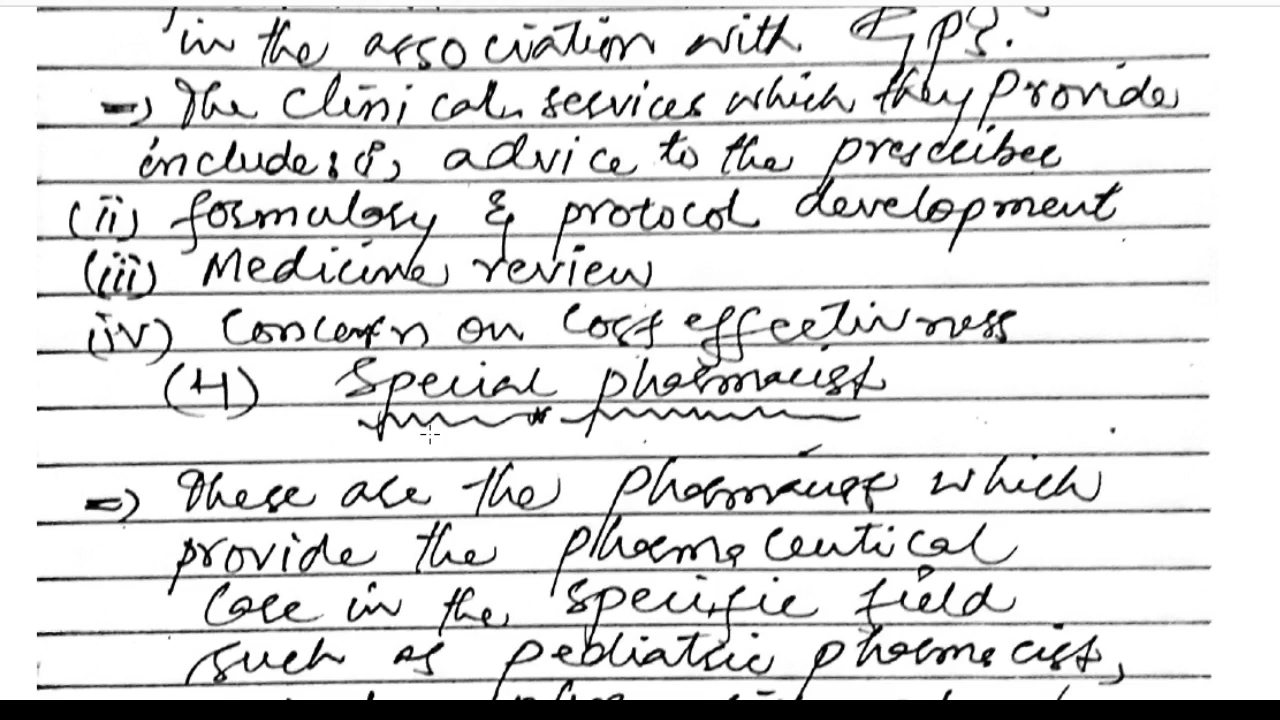 in the association with GPs.
=> The clinical services which they provide
include: (i) advice to the prescriber
(ii) formulary & protocol development
(iii) Medicine review
(iv) Concern on cost effectiveness
(4) Special pharmacist
=> These are the pharmacist which
provide the pharmaceutical
care in the specific field
such as pediatric pharmacist,